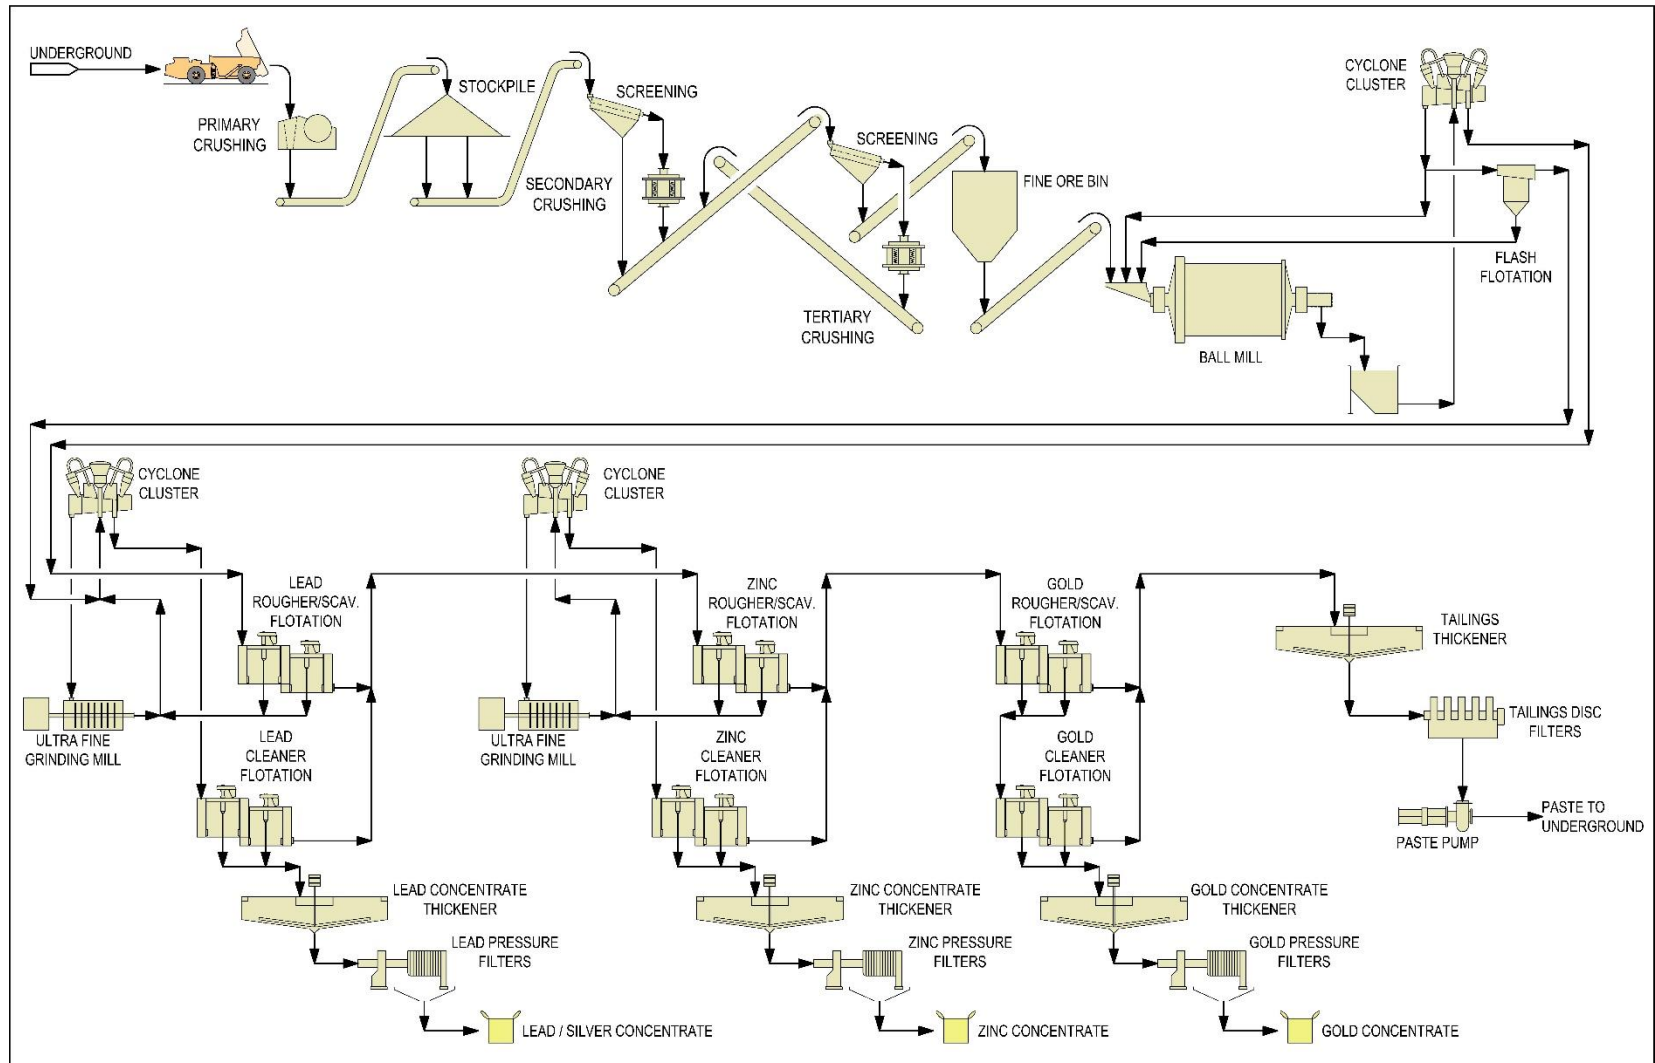 UNDERGROUND
PRIMARY
CRUSHING
STOCKPILE
SCREENING
SECONDARY
CRUSHING
SCREENING
TERTIARY
CRUSHING
FINE ORE BIN
BALL MILL
CYCLONE
CLUSTER
FLASH
FLOTATION
CYCLONE
CLUSTER
LEAD
ROUGHER/SCAV.
FLOTATION
ULTRA FINE
GRINDING MILL
LEAD
CLEANER
FLOTATION
LEAD CONCENTRATE
THICKENER
LEAD PRESSURE
FILTERS
LEAD / SILVER CONCENTRATE
CYCLONE
CLUSTER
ZINC
ROUGHER/SCAV.
FLOTATION
ULTRA FINE
GRINDING MILL
ZINC
CLEANER
FLOTATION
ZINC CONCENTRATE
THICKENER
ZINC PRESSURE
FILTERS
ZINC CONCENTRATE
GOLD
ROUGHER/SCAV.
FLOTATION
GOLD
CLEANER
FLOTATION
GOLD CONCENTRATE
THICKENER
GOLD PRESSURE
FILTERS
GOLD CONCENTRATE
TAILINGS
THICKENER
TAILINGS DISC
FILTERS
PASTE PUMP
PASTE TO
UNDERGROUND